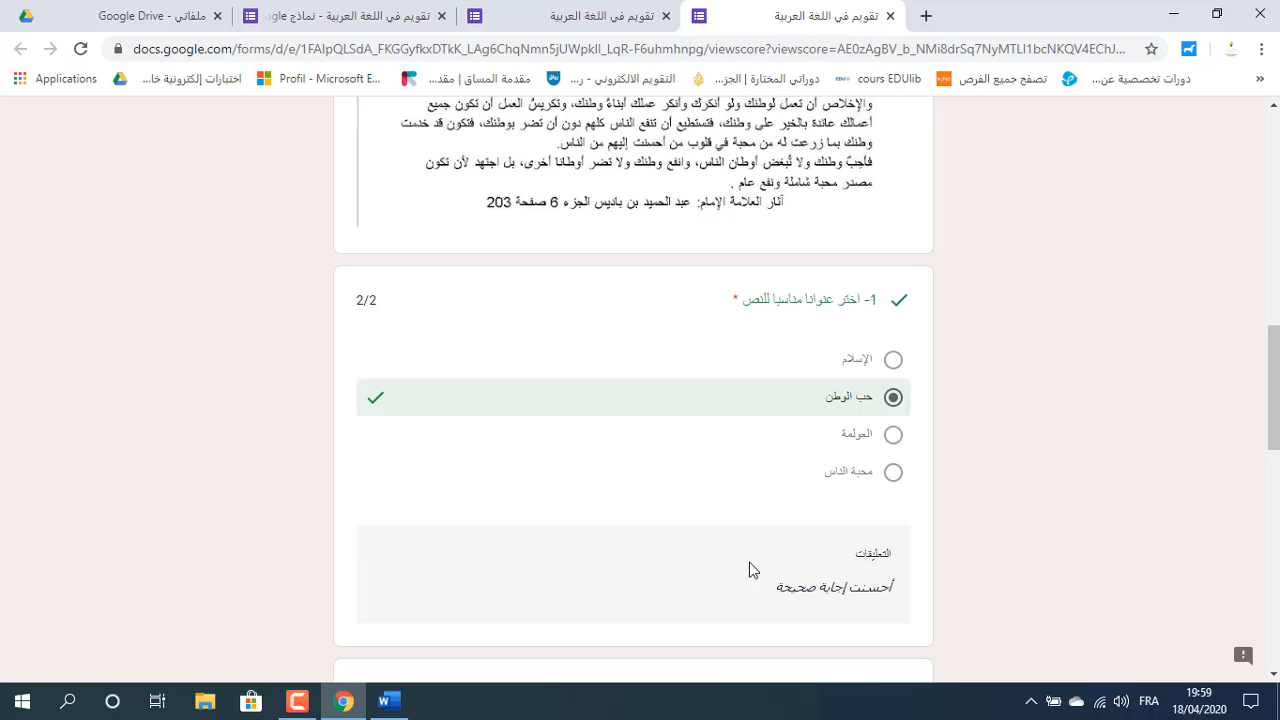 ملفاتي - Google Drive
تقويم في اللغة العربية - نماذج
تقويم في اللغة العربية
تقويم في اللغة العربية
docs.google.com/forms/d/e/1FAIpQLSdA_FKGGyfkxDTkK_LAg6ChqNmn5jUWpkIl_LqR-F6uhmhnpg/viewscore?viewscore=AE0zAgBV_b_NMi8drSq7NyMTLI1bcNKQV4EChJ...
Applications
اختبارات إلكترونية خا...
Profil - Microsoft E...
مقدمة المساق | مقد...
التقويم الالكتروني - ر...
دوراتي المختارة | الجز...
cours EDUlib
تصفح جميع الفرص...
دورات تخصصية عن...
»
والإخلاص أن تعمل لوطنك ولو أنكرك وأنكر عملك أبناءُ وطنك، وتكريسُ العمل أن تكون جميع
أعمالك عائدة بالخير على وطنك، فتستطيع أن تنفع الناس كلهم دون أن تضر بوطنك، فتكون قد خدمت
وطنك بما زرعت له من محبة في قلوب من أحسنت إليهم من الناس.
فأحِبّ وطنك ولا تُبغض أوطان الناس، وانفع وطنك ولا تضر أوطانا أخرى، بل اجتهد لأن تكون
مصدر محبة شاملة ونفع عام .
آثار العلامة الإمام: عبد الحميد بن باديس الجزء 6 صفحة 203
1- اختر عنوانا مناسبا للنص *
2/2
الإسلام
حب الوطن
العولمة
محبة الناس
التعليقات
أحسنت إجابة صحيحة
FRA
19:59
18/04/2020